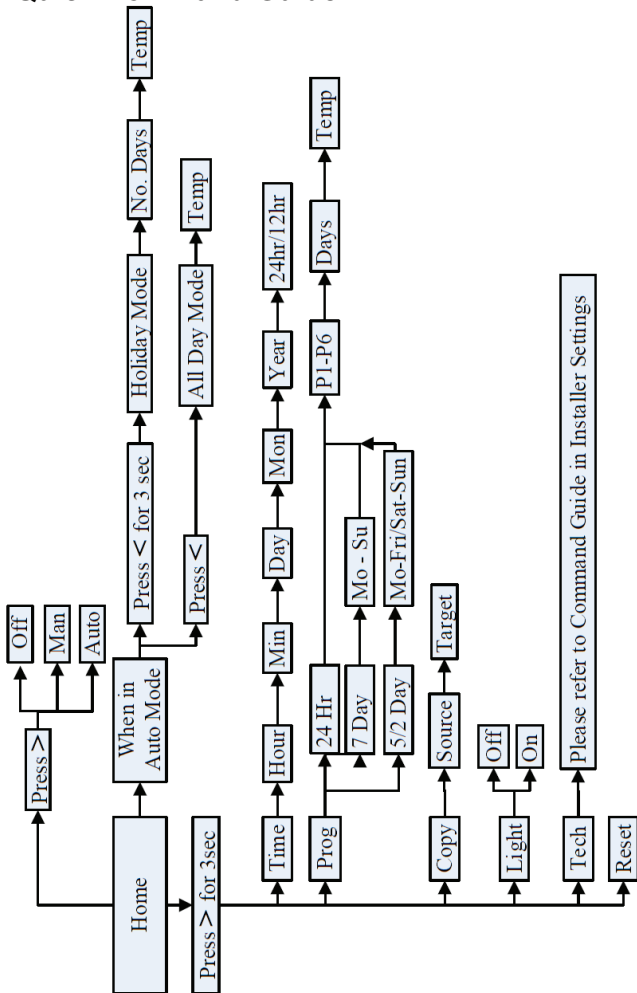 Home
Press > for 3sec
Press >
Off
Man
Auto
When in
Auto Mode
Press < for 3 sec
Holiday Mode
No. Days
Temp
Press <
All Day Mode
Temp
Time
Hour
Min
Day
Mon
Year
24hr/12hr
Prog
24 Hr
7 Day
5/2 Day
Mo - Su
Mo-Fri/Sat-Sun
P1-P6
Days
Temp
Copy
Source
Target
Light
Off
On
Tech
Please refer to Command Guide in Installer Settings
Reset